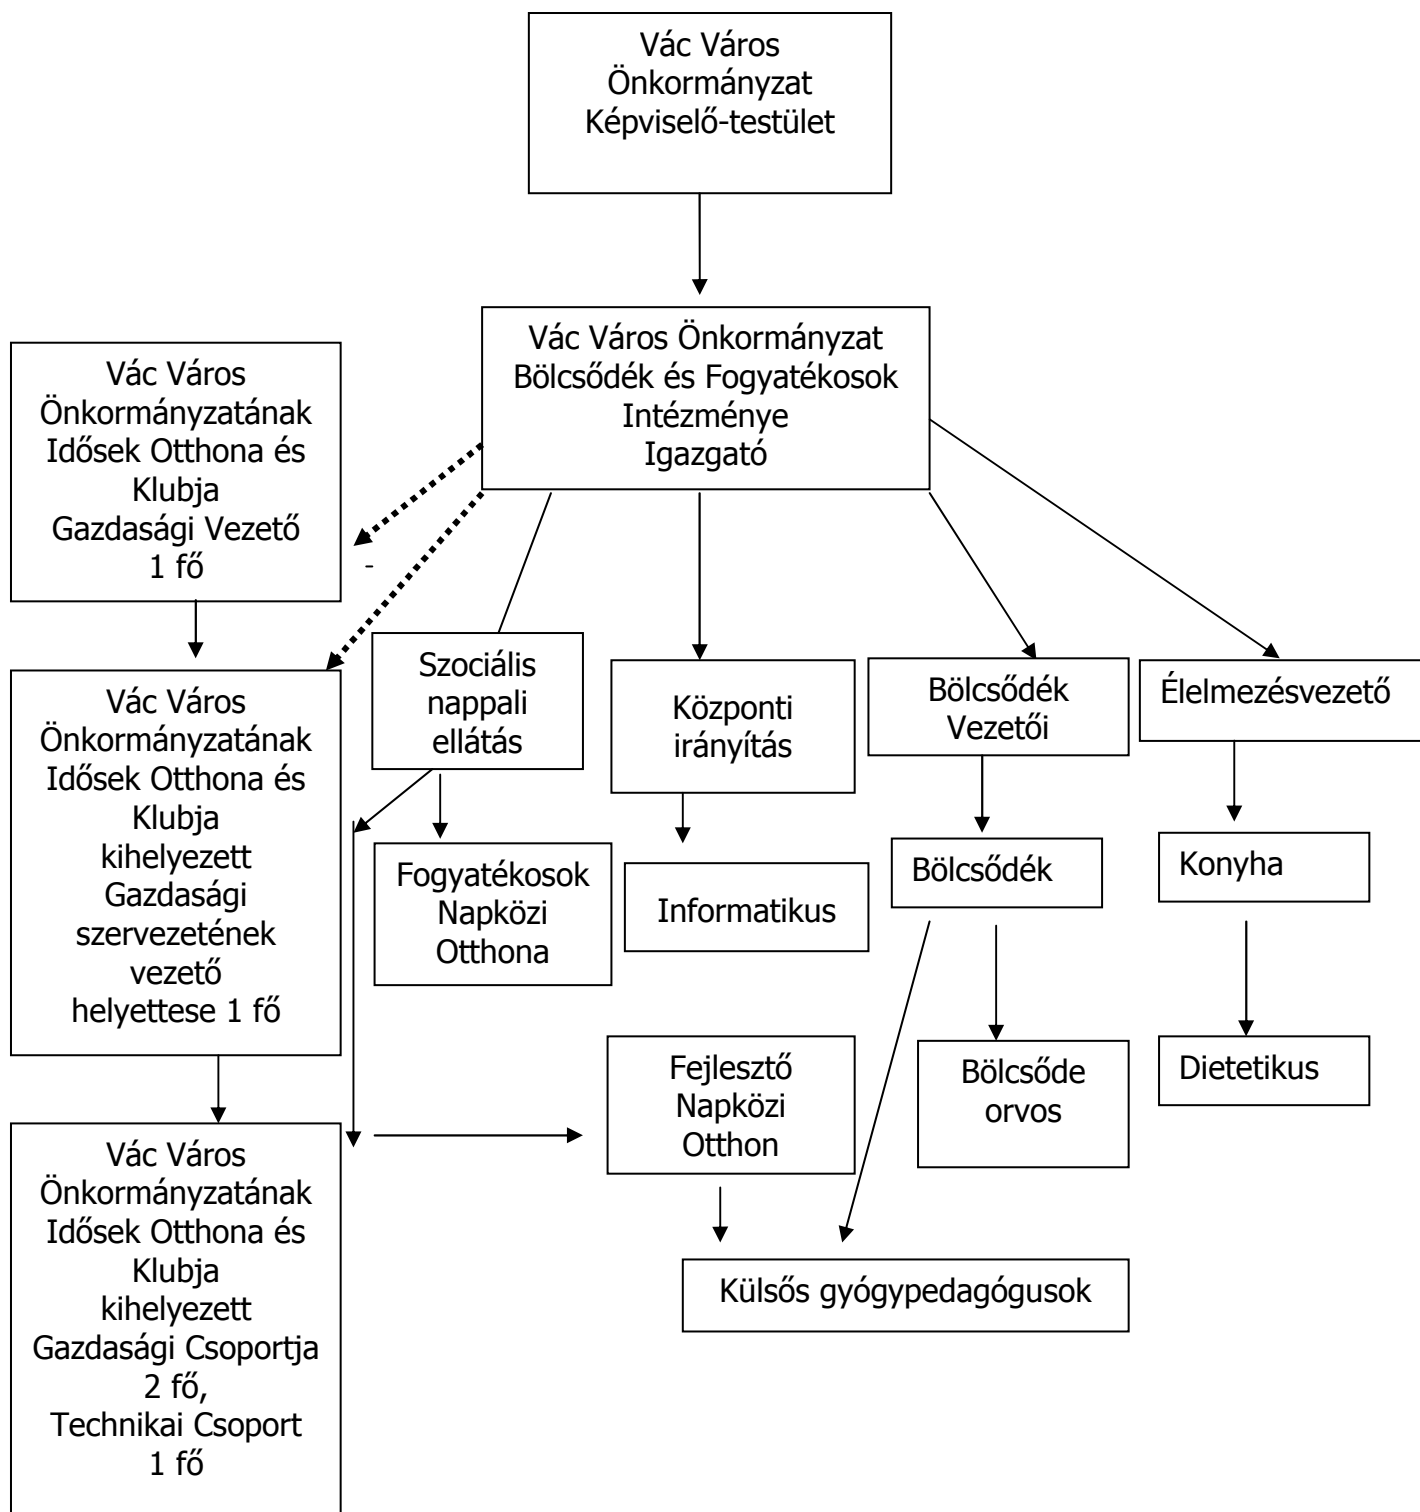 Vác Város
Önkormányzat
Képviselő-testület
Vác Város Önkormányzat
Bölcsődék és Fogyatékosok
Intézménye
Igazgató
Vác Város
Önkormányzatának
Idősek Otthona és
Klubja
Gazdasági Vezető
1 fő
-
Vác Város
Önkormányzatának
Idősek Otthona és
Klubja
kihelyezett
Gazdasági
szervezetének
vezető
helyettese 1 fő
Szociális
nappali
ellátás
Központi
irányítás
Bölcsődék
Vezetői
Élelmezésvezető
Fogyatékosok
Napközi
Otthona
Informatikus
Bölcsődék
Konyha
Fejlesztő
Napközi
Otthon
Bölcsőde
orvos
Dietetikus
Vác Város
Önkormányzatának
Idősek Otthona és
Klubja
kihelyezett
Gazdasági Csoportja
2 fő,
Technikai Csoport
1 fő
Külsős gyógypedagógusok